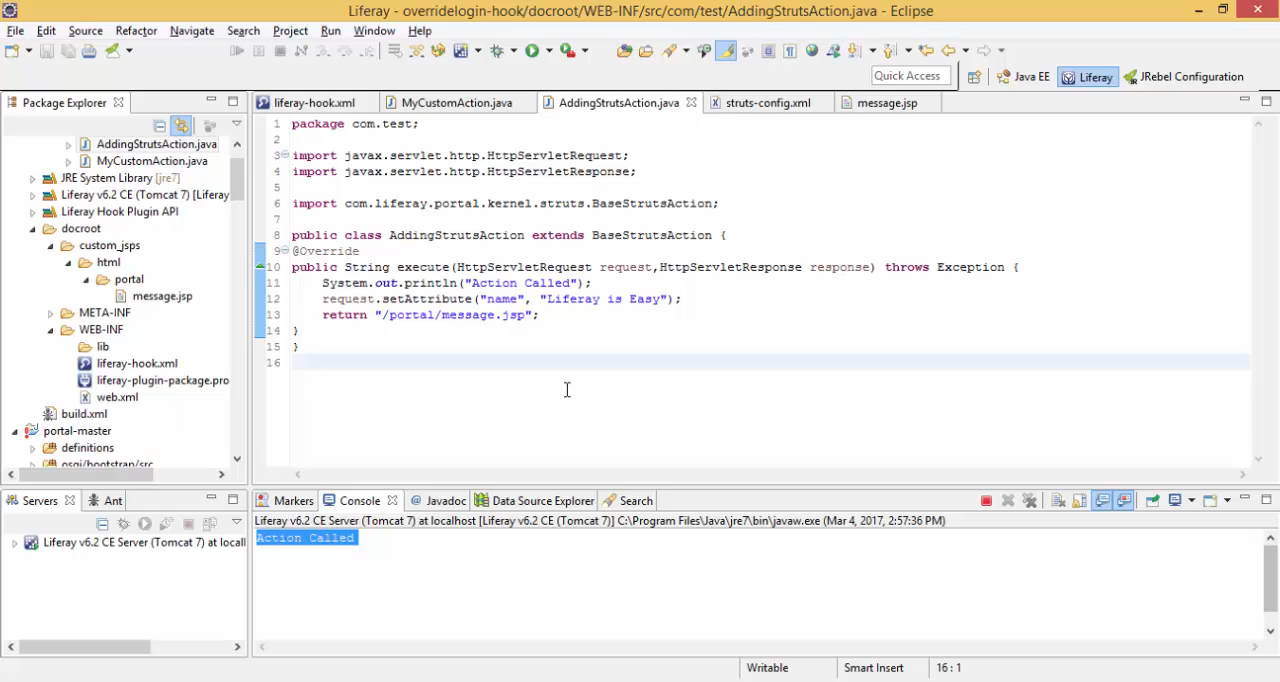 Liferay - overridelogin-hook/docroot/WEB-INF/src/com/test/AddingStrutsAction.java - Eclipse
File Edit Source Refactor Navigate Search Project Run Window Help
Quick Access Java EE Liferay JRebel Configuration
Package Explorer
AddingStrutsAction.java
MyCustomAction.java
JRE System Library [jre7]
Liferay v6.2 CE (Tomcat 7) [Liferay
Liferay Hook Plugin API
docroot
custom_jsps
html
portal
message.jsp
META-INF
WEB-INF
lib
liferay-hook.xml
liferay-plugin-package.pro
web.xml
build.xml
portal-master
definitions
osgi/bootstrap/src
liferay-hook.xml MyCustomAction.java AddingStrutsAction.java struts-config.xml message.jsp
1 package com.test;
2
3 import javax.servlet.http.HttpServletRequest;
4 import javax.servlet.http.HttpServletResponse;
5
6 import com.liferay.portal.kernel.struts.BaseStrutsAction;
7
8 public class AddingStrutsAction extends BaseStrutsAction {
9 @Override
10 public String execute(HttpServletRequest request,HttpServletResponse response) throws Exception {
11 System.out.println("Action Called");
12 request.setAttribute("name", "Liferay is Easy");
13 return "/portal/message.jsp";
14 }
15 }
16
Servers Ant
Liferay v6.2 CE Server (Tomcat 7) at locall
Markers Console Javadoc Data Source Explorer Search
Liferay v6.2 CE Server (Tomcat 7) at localhost [Liferay v6.2 CE (Tomcat 7)] C:\Program Files\Java\jre7\bin\javaw.exe (Mar 4, 2017, 2:57:36 PM)
Action Called
Writable Smart Insert 16 : 1